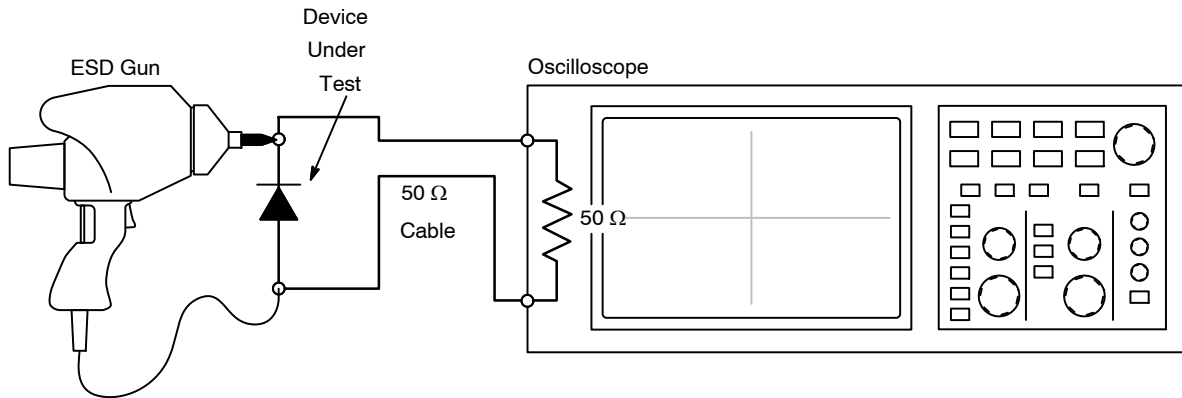 Device
Under
Test
ESD Gun
Oscilloscope
50 Ω
Cable
50 Ω